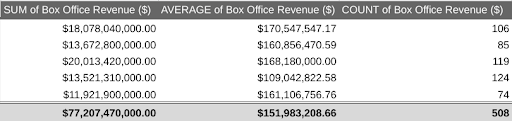 SUM of Box Office Revenue ($) AVERAGE of Box Office Revenue ($) COUNT of Box Office Revenue ($)
$18,078,040,000.00 $170,547,547.17 106
$13,672,800,000.00 $160,856,470.59 85
$20,013,420,000.00 $168,180,000.00 119
$13,521,310,000.00 $109,042,822.58 124
$11,921,900,000.00 $161,106,756.76 74
$77,207,470,000.00 $151,983,208.66 508